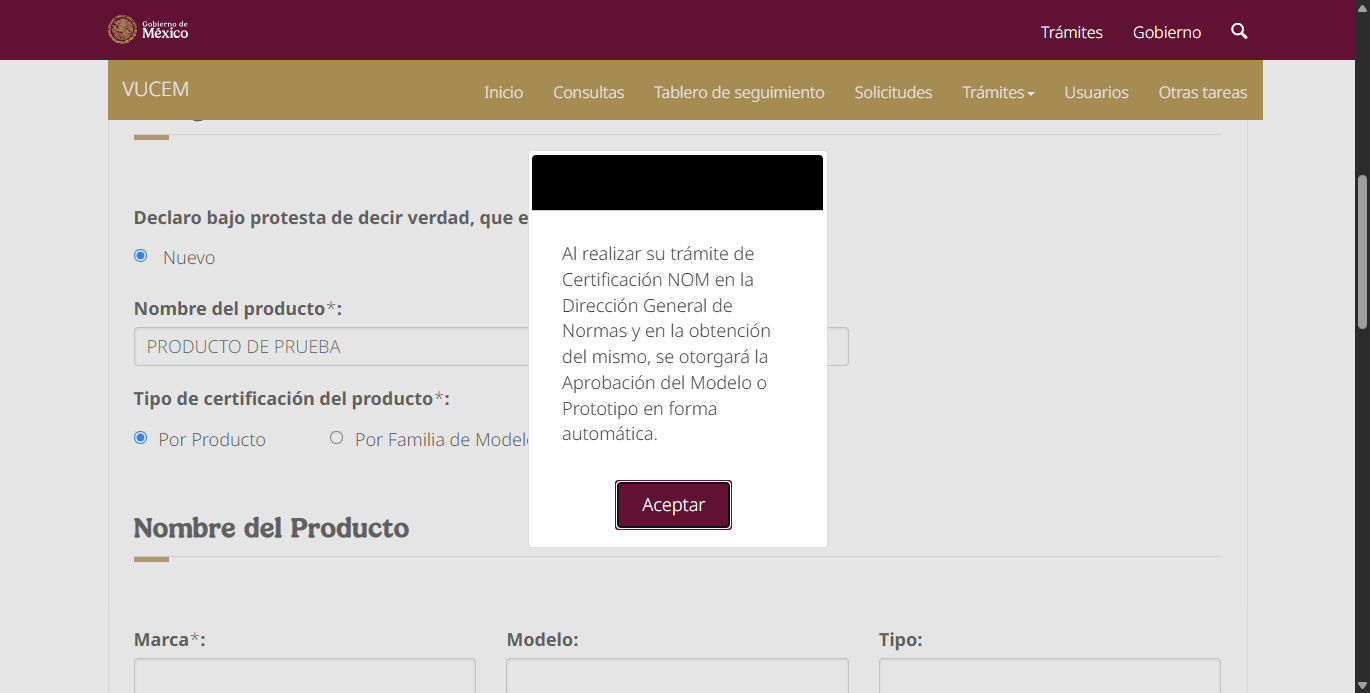 Gobierno de
México
Trámites
Gobierno
VUCEM
Inicio
Consultas
Tablero de seguimiento
Solicitudes
Trámites
Usuarios
Otras tareas
Declaro bajo protesta de decir verdad, que e
Nuevo
Nombre del producto*:
PRODUCTO DE PRUEBA
Tipo de certificación del producto*:
Por Producto
Por Familia de Model
Al realizar su trámite de
Certificación NOM en la
Dirección General de
Normas y en la obtención
del mismo, se otorgará la
Aprobación del Modelo o
Prototipo en forma
automática.
Aceptar
Nombre del Producto
Marca*:
Modelo:
Tipo: